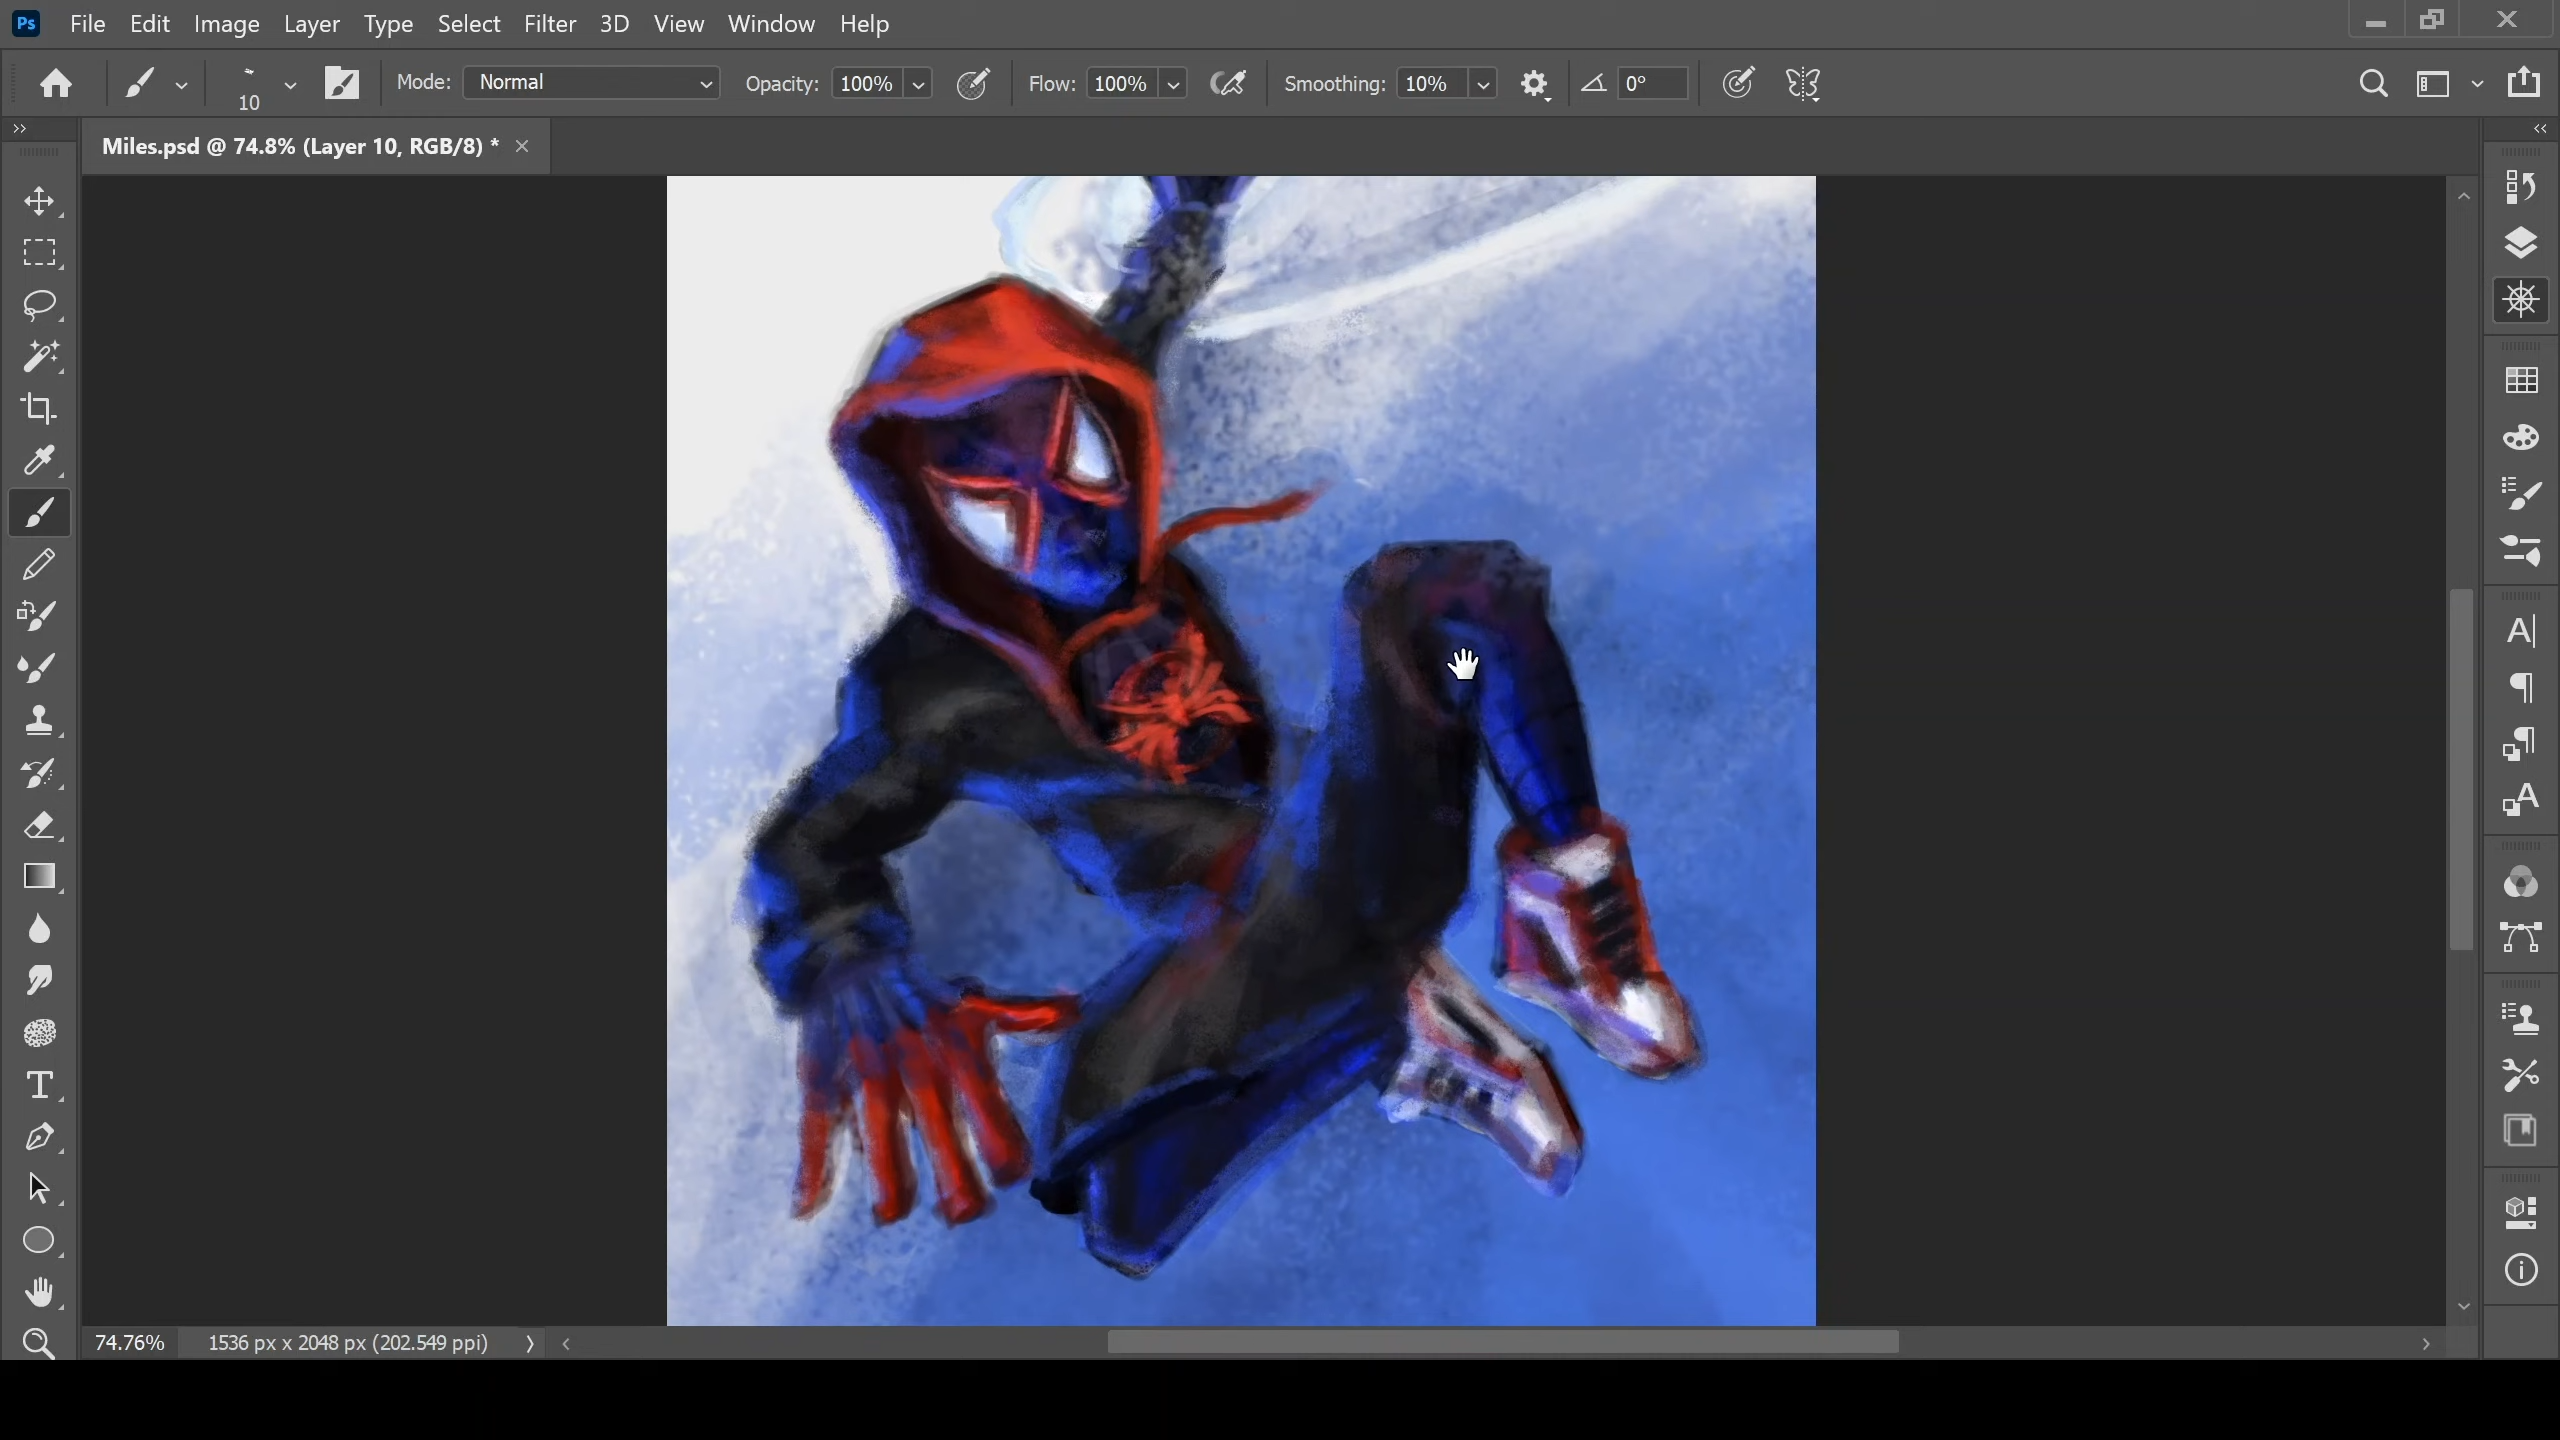 Ps File Edit Image Layer Type Select Filter 3D View Window Help
10 Mode: Normal Opacity: 100% Flow: 100% Smoothing: 10% 0°
Miles.psd @ 74.8% (Layer 10, RGB/8) *
74.76% 1536 px x 2048 px (202.549 ppi)